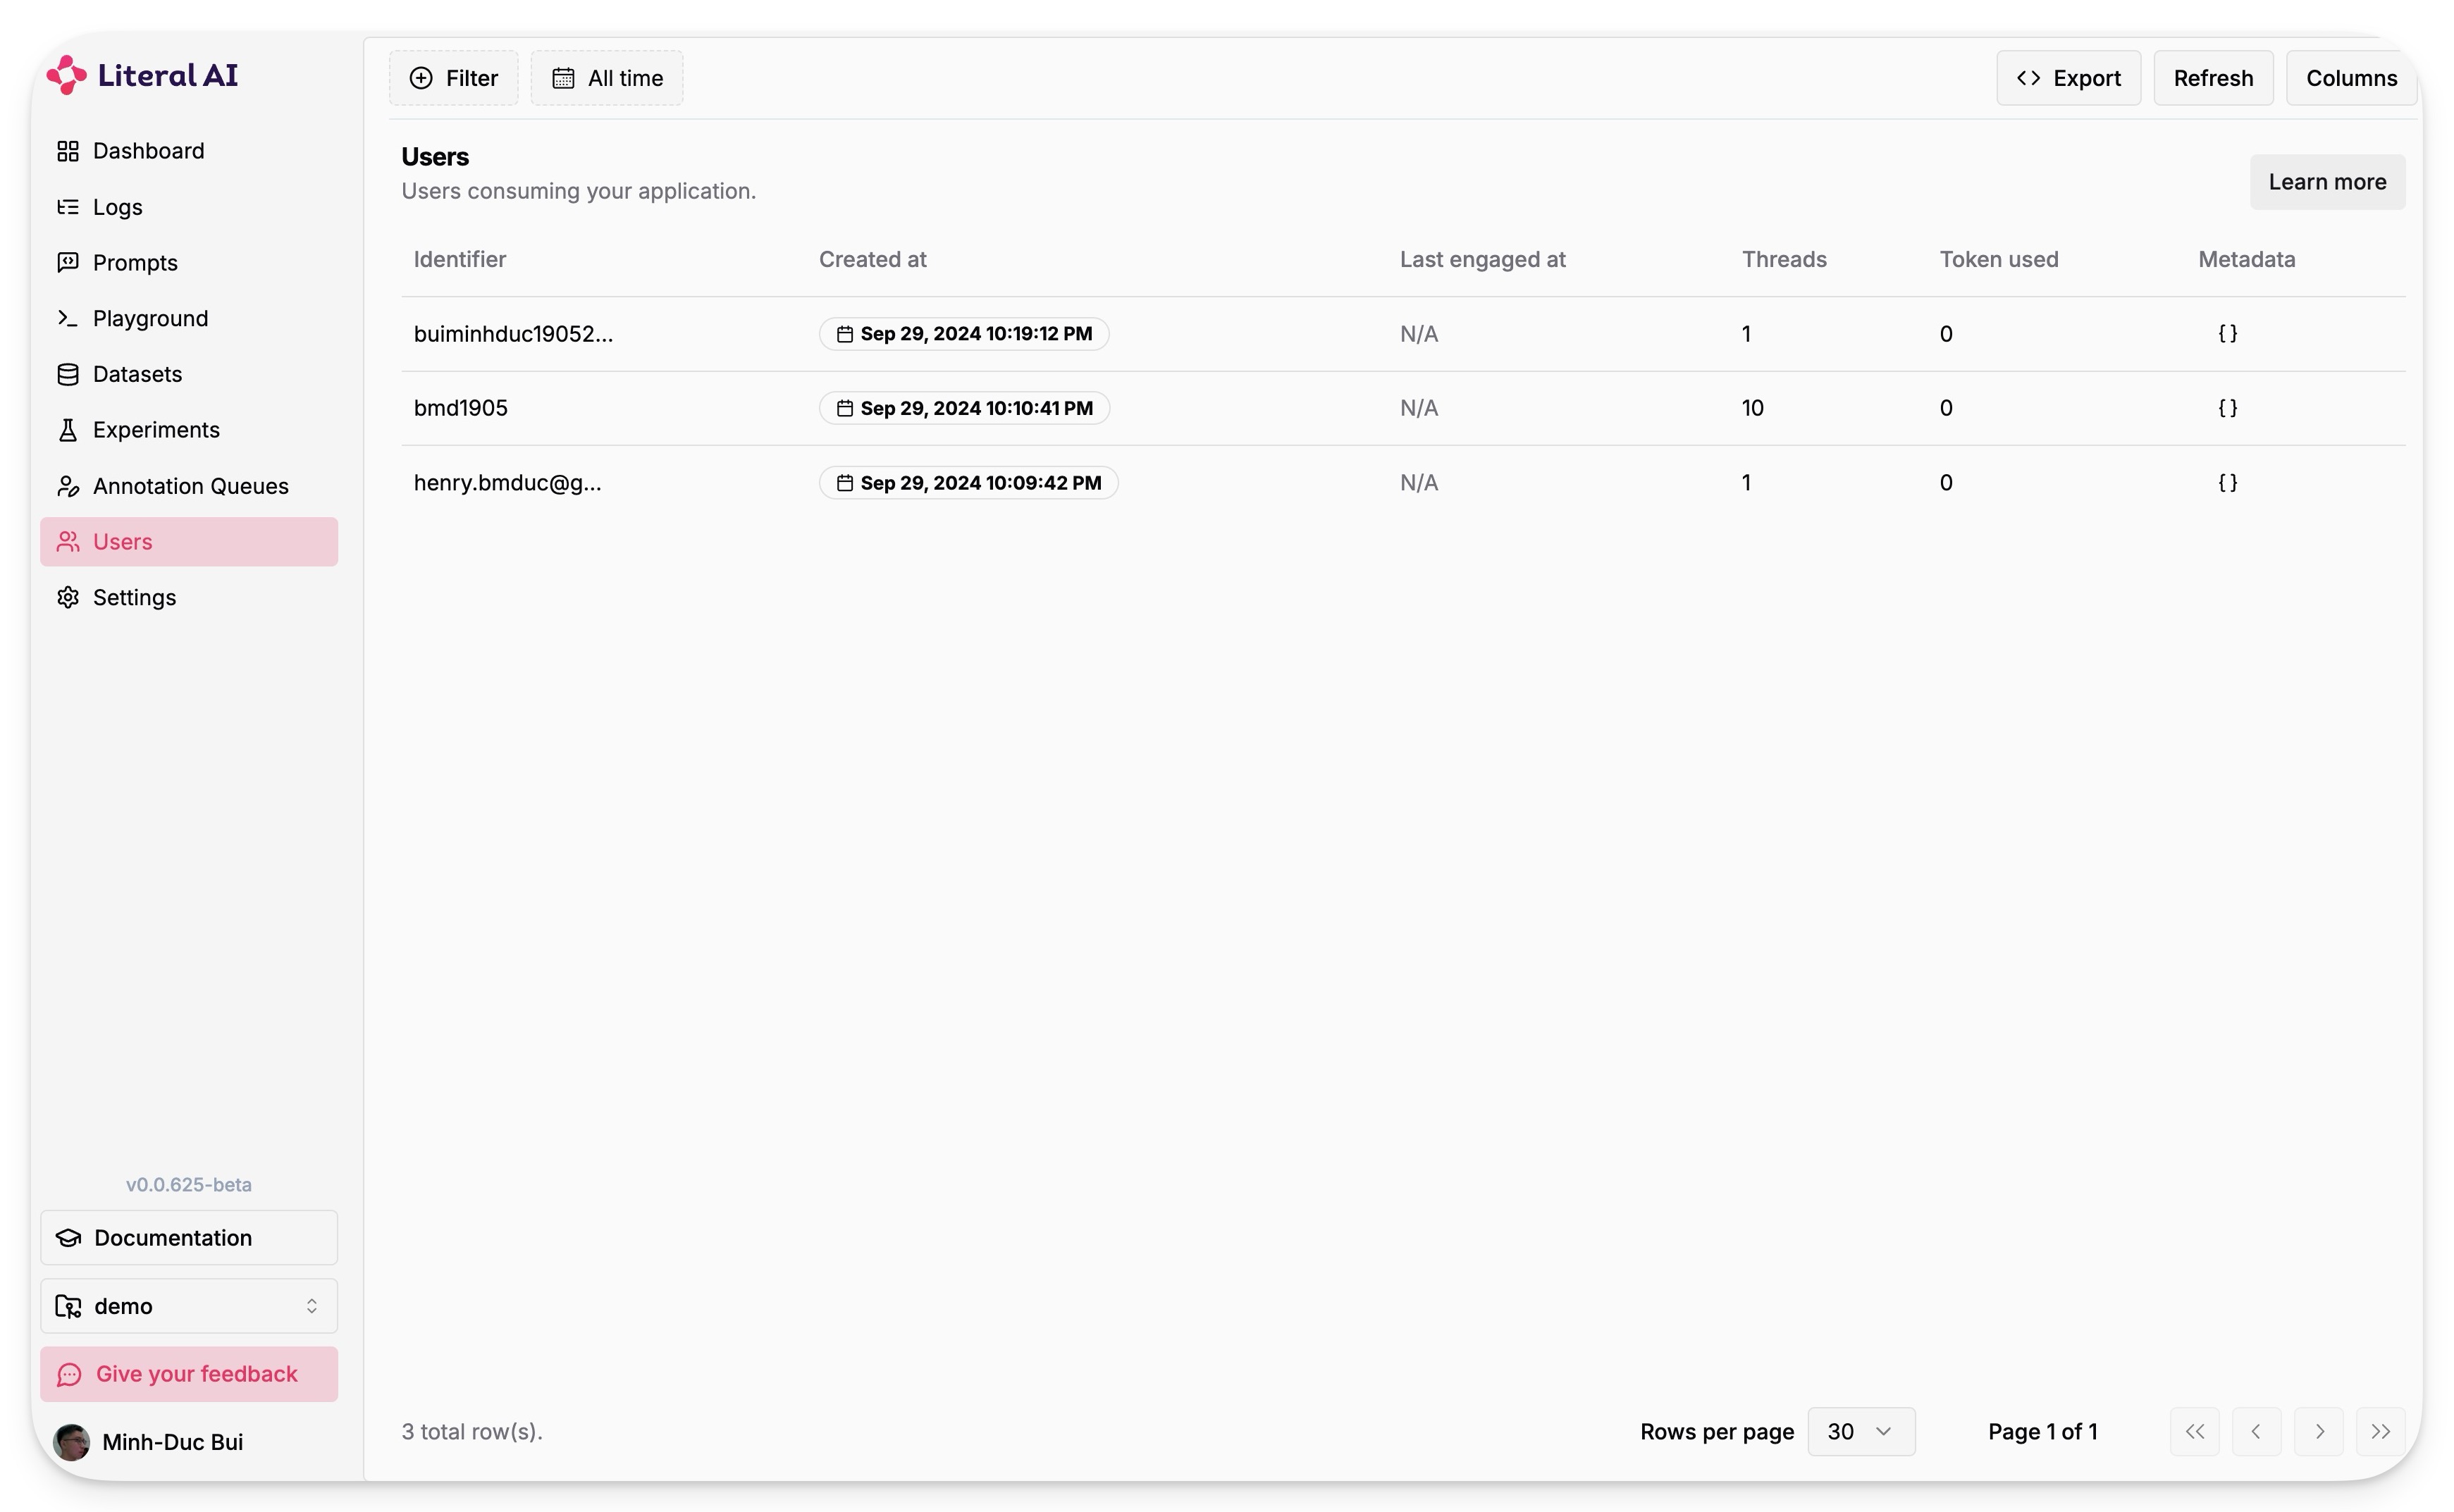 Literal AI
Dashboard
Logs
Prompts
Playground
Datasets
Experiments
Annotation Queues
Users
Settings
v0.0.625-beta
Documentation
demo
Give your feedback
Minh-Duc Bui
Filter All time Export Refresh Columns
Users
Users consuming your application.
Learn more
Identifier Created at Last engaged at Threads Token used Metadata
buiminhduc19052... Sep 29, 2024 10:19:12 PM N/A 1 0 {}
bmd1905 Sep 29, 2024 10:10:41 PM N/A 10 0 {}
henry.bmduc@g... Sep 29, 2024 10:09:42 PM N/A 1 0 {}
3 total row(s). Rows per page 30 Page 1 of 1